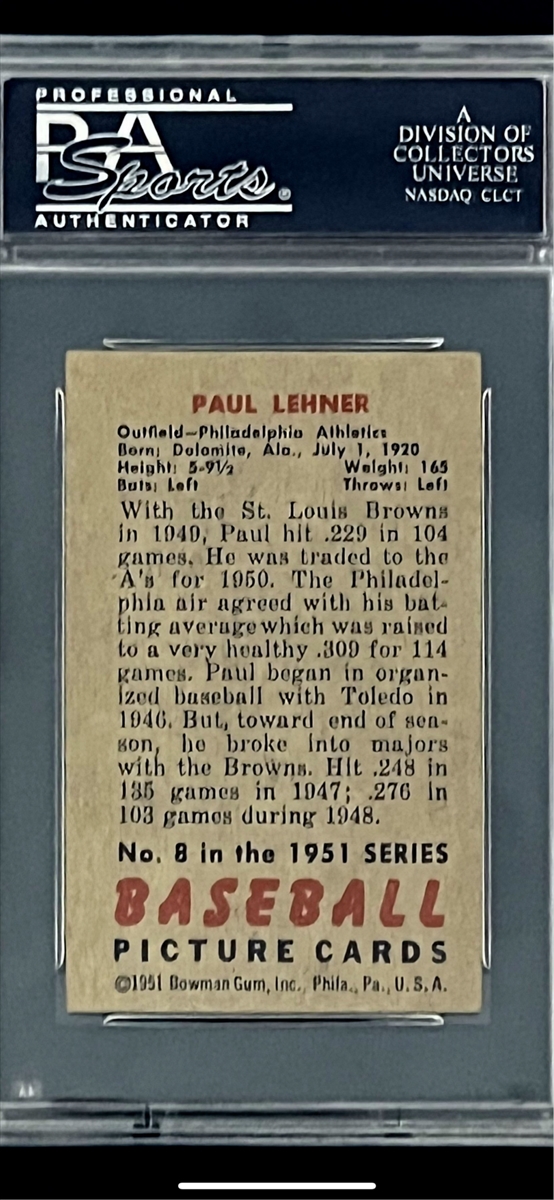 PROFESSIONAL
PSA
Sports®
AUTHENTICATOR
A
DIVISION OF
COLLECTORS
UNIVERSE
NASDAQ CLCT
PAUL LEHNER
Outfield—Philadelphia Athletics
Born: Dolomite, Ala., July 1, 1920
Height: 5-9½ Weight: 165
Bats: Left Throws: Left
With the St. Louis Browns
in 1949, Paul hit .229 in 104
games. He was traded to the
A's for 1950. The Philadel-
phia air agreed with his bat-
ting average which was raised
to a very healthy .309 for 114
games. Paul began in organ-
ized baseball with Toledo in
1946. But, toward end of sea-
son, he broke into majors
with the Browns. Hit .248 in
135 games in 1947; .276 in
103 games during 1948.
No. 8 in the 1951 SERIES
BASEBALL
PICTURE CARDS
©1951 Bowman Gum, Inc., Phila., Pa., U.S.A.